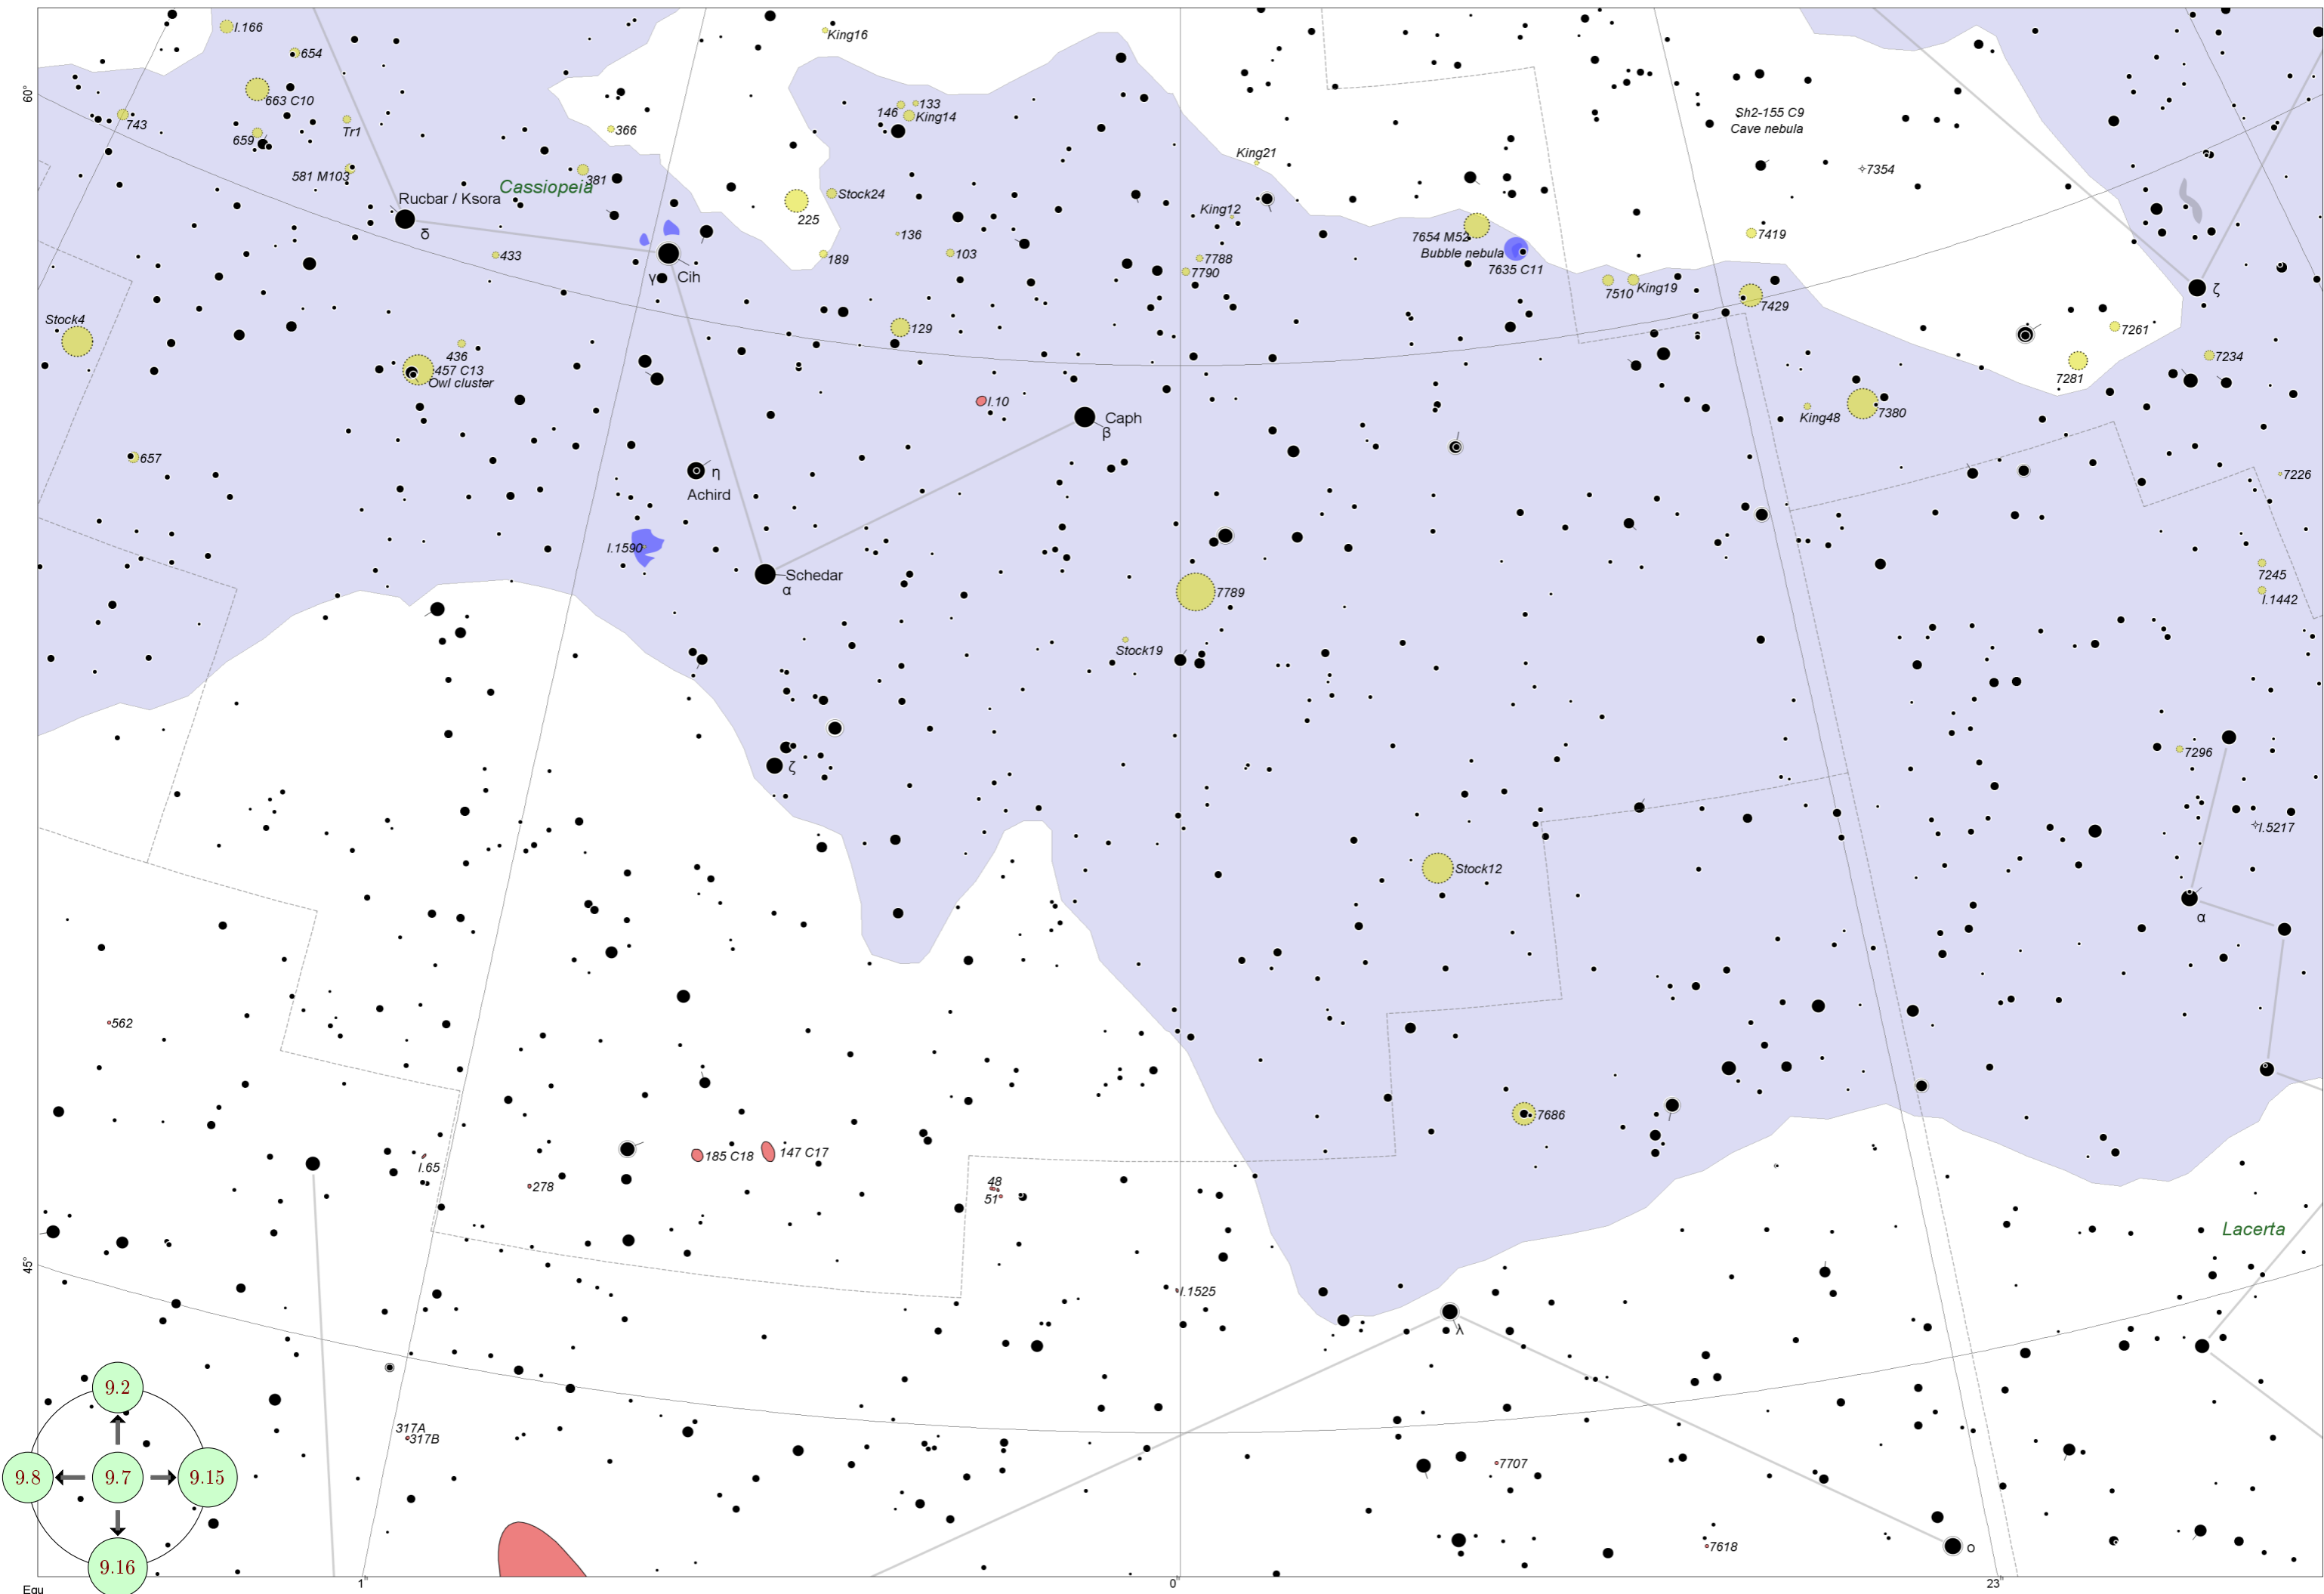 I.166
King16
654
60°
663 C10
743
Tr1
659
581 M103
366
381
Cassiopeia
Rucbar / Ksora
δ
433
146
133
King14
Stock24
225
136
189
103
King21
King12
7788
7790
Sh2-155 C9
Cave nebula
7354
7419
7654 M52
Bubble nebula
7635 C11
7510
King19
7429
ζ
γ
Cih
Stock4
129
436
457 C13
Owl cluster
7261
7234
7281
I.10
Caph
β
King48
7380
657
η
Achird
7226
I.1590
Schedar
α
7789
7245
I.1442
Stock19
ζ
7296
I.5217
Stock12
α
562
7686
I.65
185 C18
147 C17
278
48
51
Lacerta
45°
I.1525
λ
9.2
317A
317B
9.8
9.7
9.15
7707
7618
o
9.16
Equ
1h
0h
23h